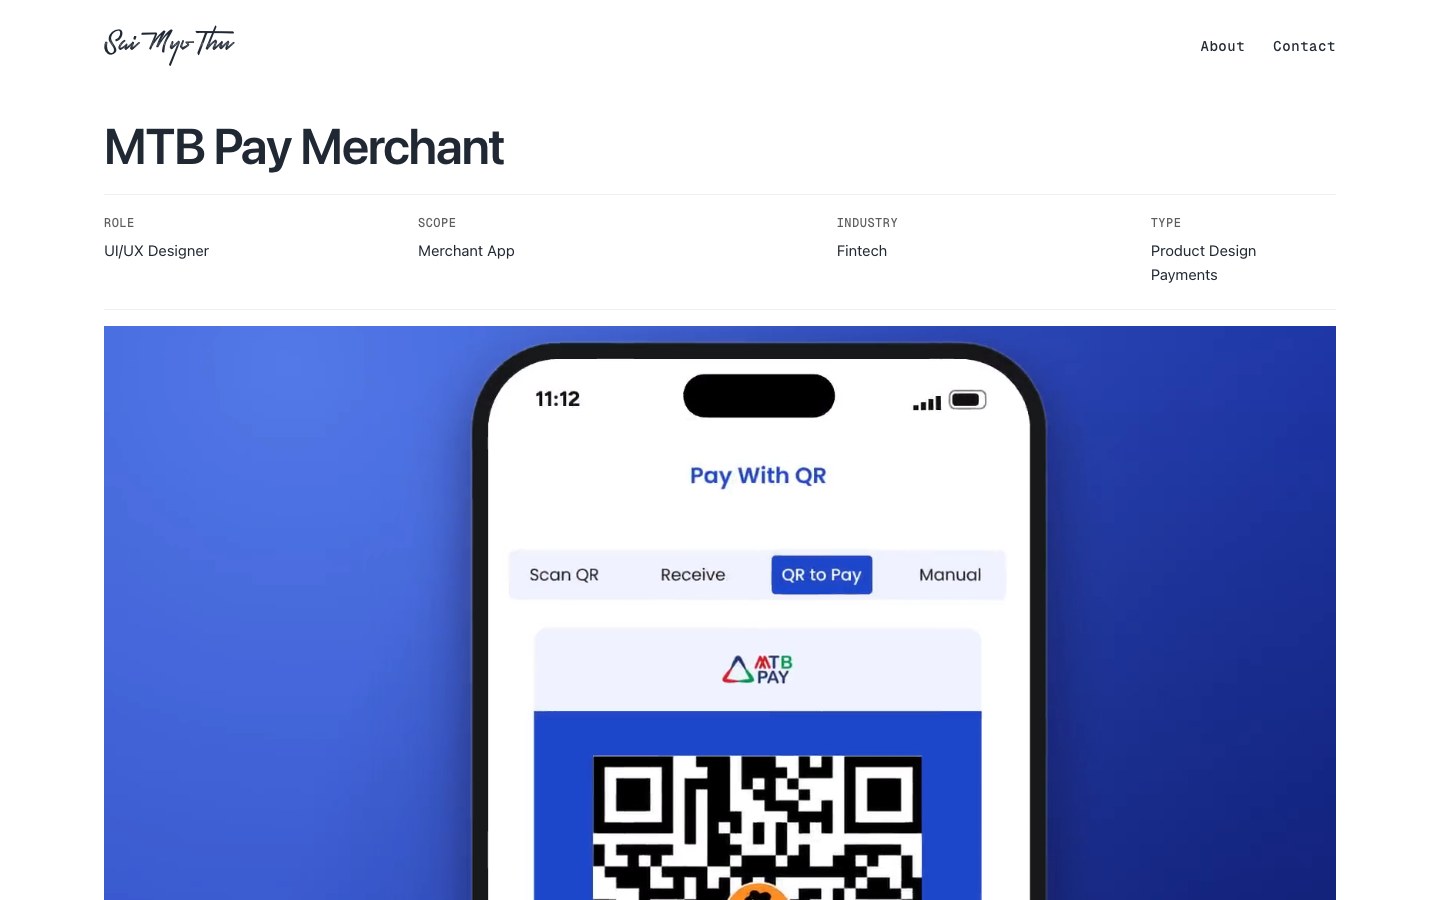 Sai Myo Thu
About
Contact
MTB Pay Merchant
ROLE
UI/UX Designer
SCOPE
Merchant App
INDUSTRY
Fintech
TYPE
Product Design
Payments
11:12
Pay With QR
Scan QR
Receive
QR to Pay
Manual
MTB
PAY